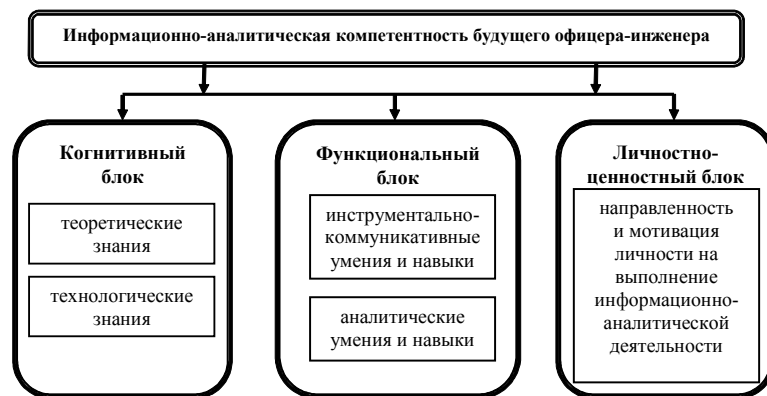 Информационно-аналитическая компетентность будущего офицера-инженера
Когнитивный
блок
теоретические
знания
технологические
знания
Функциональный
блок
инструментально-
коммуникативные
умения и навыки
аналитические
умения и навыки
Личностно-
ценностный блок
направленность
и мотивация
личности на
выполнение
информационно-
аналитической
деятельности